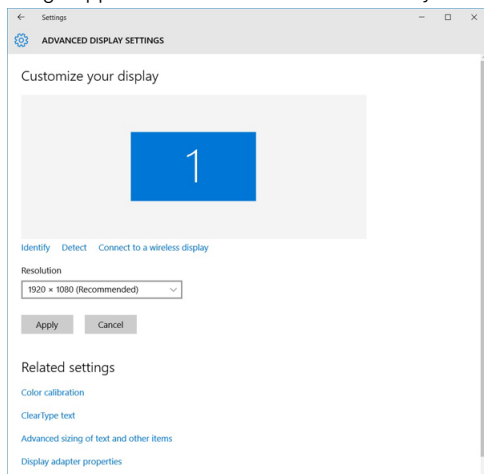 Settings
ADVANCED DISPLAY SETTINGS
Customize your display
1
Identify Detect Connect to a wireless display
Resolution
1920 × 1080 (Recommended)
Apply Cancel
Related settings
Color calibration
ClearType text
Advanced sizing of text and other items
Display adapter properties